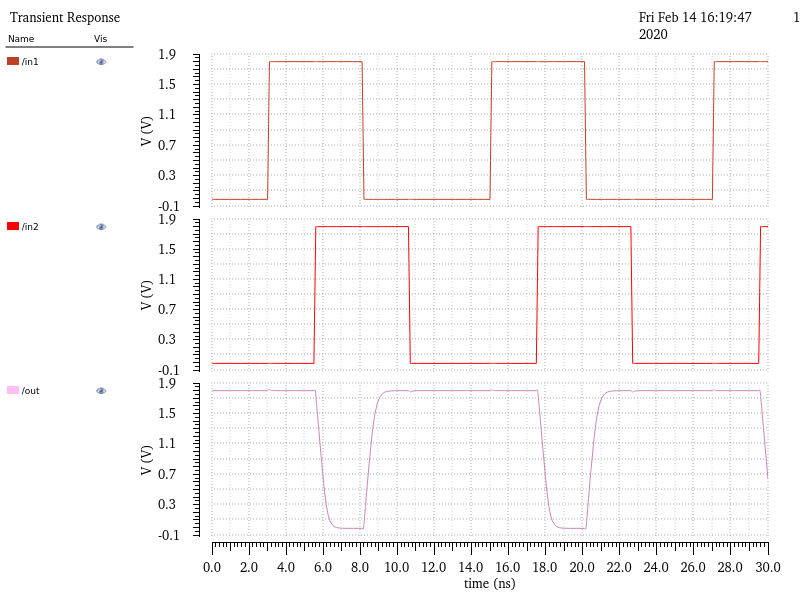 Transient Response
Fri Feb 14 16:19:47 1
2020
Name Vis
/in1
1.9
1.5
1.1
0.7
0.3
-0.1
V (V)
/in2
1.9
1.5
1.1
0.7
0.3
-0.1
V (V)
/out
1.9
1.5
1.1
0.7
0.3
-0.1
V (V)
0.0 2.0 4.0 6.0 8.0 10.0 12.0 14.0 16.0 18.0 20.0 22.0 24.0 26.0 28.0 30.0
time (ns)